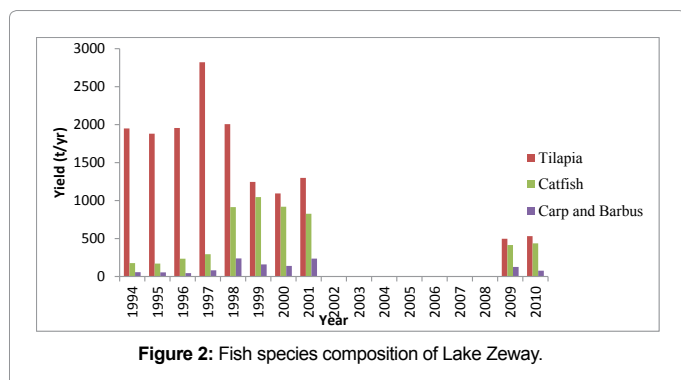 3000
2500
2000
1500
1000
500
0
Yield (t/yr)
Tilapia
Catfish
Carp and Barbus
1994 1995 1996 1997 1998 1999 2000 2001 2002 2003 2004 2005 2006 2007 2008 2009 2010
Year
Figure 2: Fish species composition of Lake Zeway.